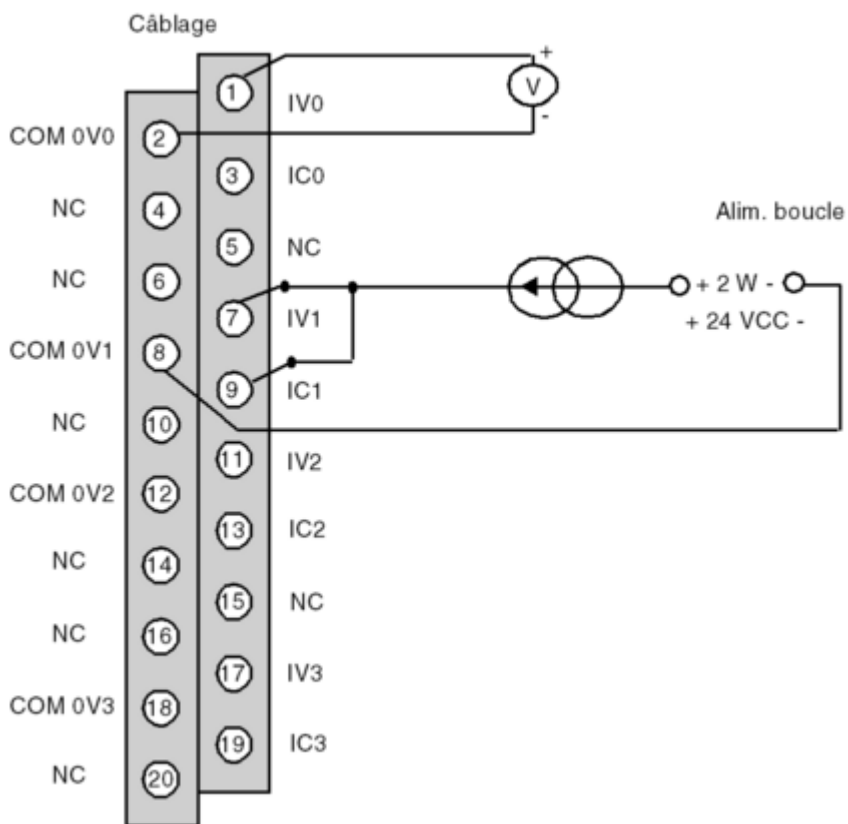 Câblage
+
1
V
IV0
-
COM 0V0
2
3
IC0
NC
4
Alim. boucle
5
NC
NC
6
+ 2 W -
7
IV1
+ 24 VCC -
COM 0V1
8
9
IC1
NC
10
11
IV2
COM 0V2
12
13
IC2
NC
14
15
NC
NC
16
17
IV3
COM 0V3
18
19
IC3
NC
20